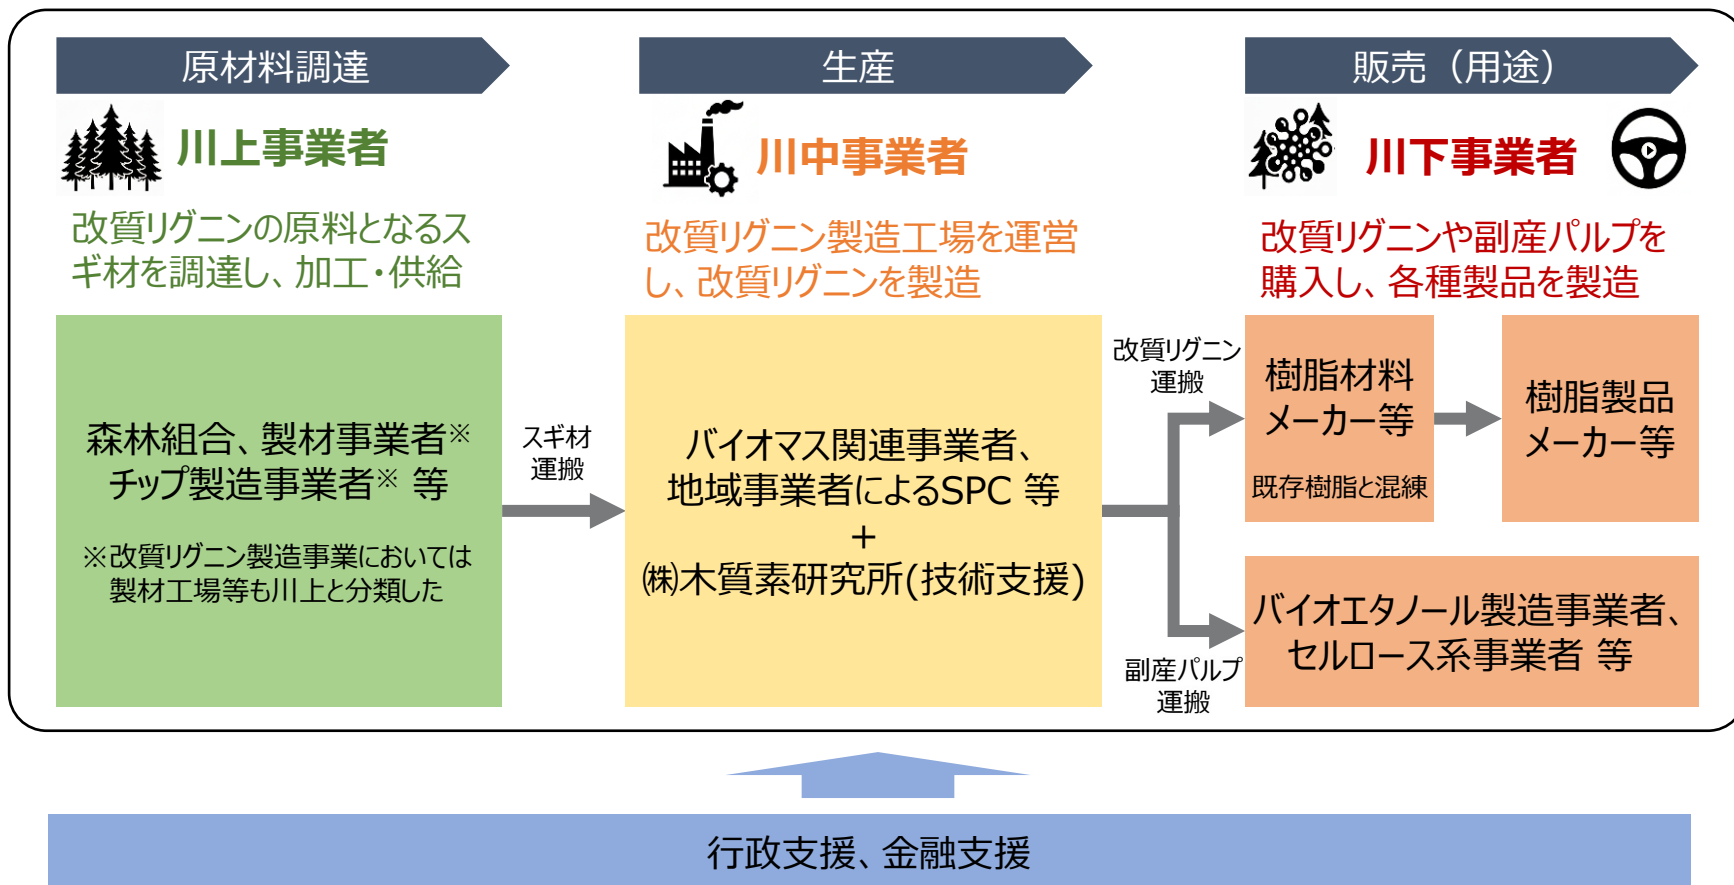 原材料調達
川上事業者
改質リグニンの原料となるス
ギ材を調達し、加工・供給
森林組合、製材事業者※
チップ製造事業者※ 等
※改質リグニン製造事業においては
製材工場等も川上と分類した
スギ材
運搬
生産
川中事業者
改質リグニン製造工場を運営
し、改質リグニンを製造
バイオマス関連事業者、
地域事業者によるSPC 等
+
㈱木質素研究所(技術支援)
改質リグニン
運搬
副産パルプ
運搬
販売（用途）
川下事業者
改質リグニンや副産パルプを
購入し、各種製品を製造
樹脂材料
メーカー等
既存樹脂と混練
樹脂製品
メーカー等
バイオエタノール製造事業者、
セルロース系事業者 等
行政支援、金融支援